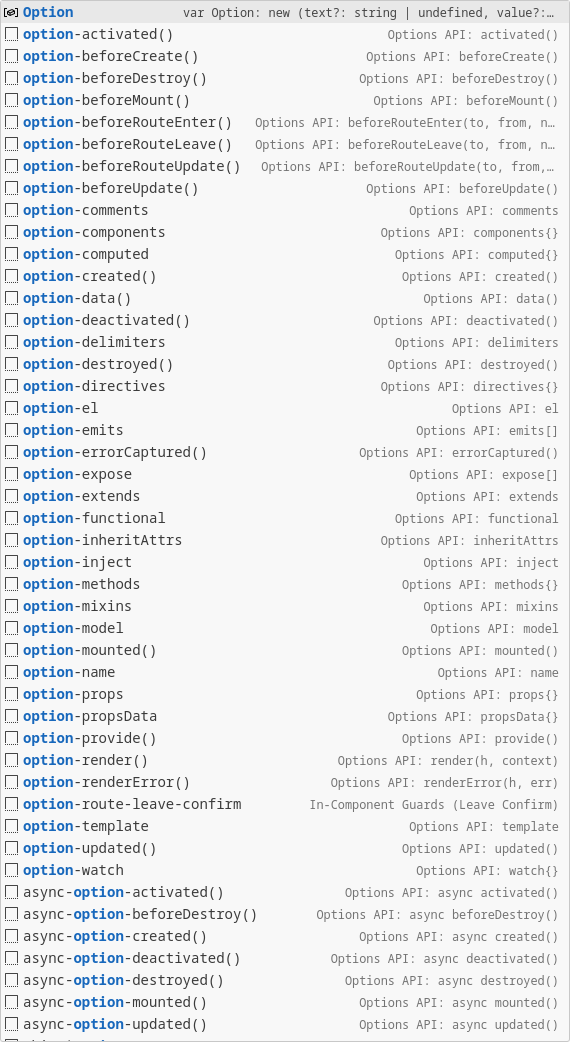 Option var Option: new (text?: string | undefined, value?:…
option-activated() Options API: activated()
option-beforeCreate() Options API: beforeCreate()
option-beforeDestroy() Options API: beforeDestroy()
option-beforeMount() Options API: beforeMount()
option-beforeRouteEnter() Options API: beforeRouteEnter(to, from, n…
option-beforeRouteLeave() Options API: beforeRouteLeave(to, from, n…
option-beforeRouteUpdate() Options API: beforeRouteUpdate(to, from,…
option-beforeUpdate() Options API: beforeUpdate()
option-comments Options API: comments
option-components Options API: components{}
option-computed Options API: computed{}
option-created() Options API: created()
option-data() Options API: data()
option-deactivated() Options API: deactivated()
option-delimiters Options API: delimiters
option-destroyed() Options API: destroyed()
option-directives Options API: directives{}
option-el Options API: el
option-emits Options API: emits[]
option-errorCaptured() Options API: errorCaptured()
option-expose Options API: expose[]
option-extends Options API: extends
option-functional Options API: functional
option-inheritAttrs Options API: inheritAttrs
option-inject Options API: inject
option-methods Options API: methods{}
option-mixins Options API: mixins
option-model Options API: model
option-mounted() Options API: mounted()
option-name Options API: name
option-props Options API: props{}
option-propsData Options API: propsData{}
option-provide() Options API: provide()
option-render() Options API: render(h, context)
option-renderError() Options API: renderError(h, err)
option-route-leave-confirm In-Component Guards (Leave Confirm)
option-template Options API: template
option-updated() Options API: updated()
option-watch Options API: watch{}
async-option-activated() Options API: async activated()
async-option-beforeDestroy() Options API: async beforeDestroy()
async-option-created() Options API: async created()
async-option-deactivated() Options API: async deactivated()
async-option-destroyed() Options API: async destroyed()
async-option-mounted() Options API: async mounted()
async-option-updated() Options API: async updated()